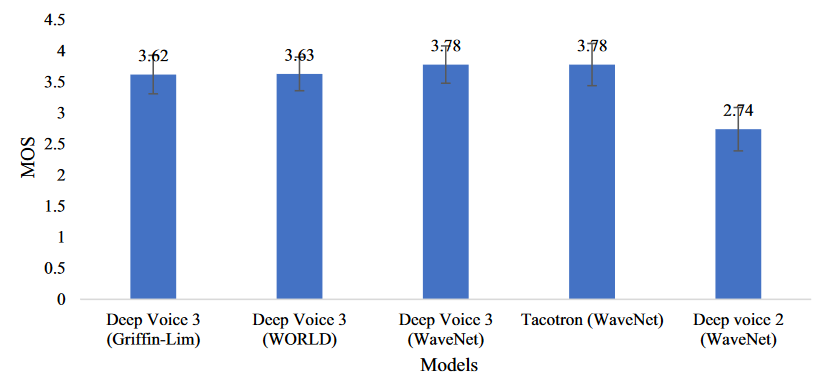 4.5
4
3.5
3
2.5
2
1.5
1
0.5
0
MOS
3.62
3.63
3.78
3.78
2.74
Deep Voice 3
(Griffin-Lim)
Deep Voice 3
(WORLD)
Deep Voice 3
(WaveNet)
Tacotron (WaveNet)
Deep voice 2
(WaveNet)
Models